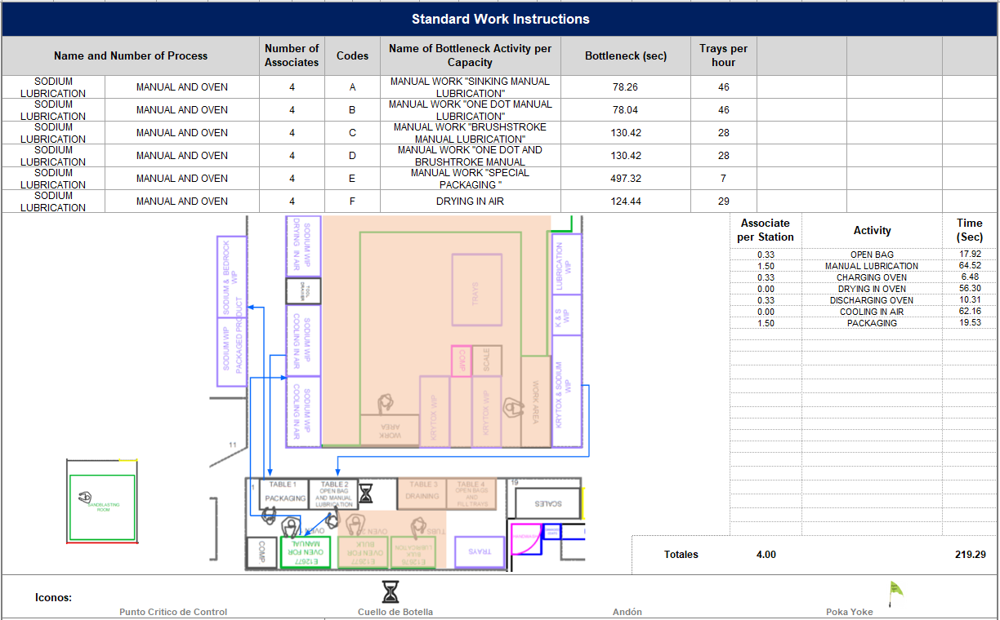 Standard Work Instructions
Name and Number of Process
Number of
Associates
Codes
Name of Bottleneck Activity per
Capacity
Bottleneck (sec)
Trays per
hour
SODIUM
LUBRICATION
MANUAL AND OVEN
4
A
MANUAL WORK "SINKING MANUAL
LUBRICATION"
78.26
46
SODIUM
LUBRICATION
MANUAL AND OVEN
4
B
MANUAL WORK "ONE DOT MANUAL
LUBRICATION"
78.04
46
SODIUM
LUBRICATION
MANUAL AND OVEN
4
C
MANUAL WORK "BRUSHSTROKE
MANUAL LUBRICATION"
130.42
28
SODIUM
LUBRICATION
MANUAL AND OVEN
4
D
MANUAL WORK "ONE DOT AND
BRUSHTROKE MANUAL
130.42
28
SODIUM
LUBRICATION
MANUAL AND OVEN
4
E
MANUAL WORK "SPECIAL
PACKAGING "
497.32
7
SODIUM
LUBRICATION
MANUAL AND OVEN
4
F
DRYING IN AIR
124.44
29
SODIUM & BEDROCK
WIP
SODIUM WIP
PACKAGED PRODUCT
SODIUM WIP
DRYING IN AIR
TOOL
DRAWER
SODIUM WIP
COOLING IN AIR
SODIUM WIP
COOLING IN AIR
TRAYS
COMP
SCALE
KRYTOX WIP
KRYTOX WIP
WORK AREA
WORK
AREA
LUBRICATION
WIP
K & S
WIP
KRYTOX & SODIUM
WIP
11
SANDBLASTING
ROOM
1
TABLE 1
PACKAGING
TABLE 2
OPEN BAG
AND MANUAL
LUBRICATION
TABLE 3
DRAINING
TABLE 4
OPEN BAGS
AND
FILL TRAYS
19
SCALES
COMP
OVEN
MANUAL
OVEN FOR
E12677
OVEN 2
BULK
OVEN FOR
E12677
TUBS
LUBRICATION
BULK
E12676
TRAYS
Associate
per Station
Activity
Time
(Sec)
0.33
OPEN BAG
17.92
1.50
MANUAL LUBRICATION
64.52
0.33
CHARGING OVEN
6.48
0.00
DRYING IN OVEN
56.30
0.33
DISCHARGING OVEN
10.31
0.00
COOLING IN AIR
62.16
1.50
PACKAGING
19.53
Totales
4.00
219.29
Iconos:
Punto Critico de Control
Cuello de Botella
Andón
Poka Yoke